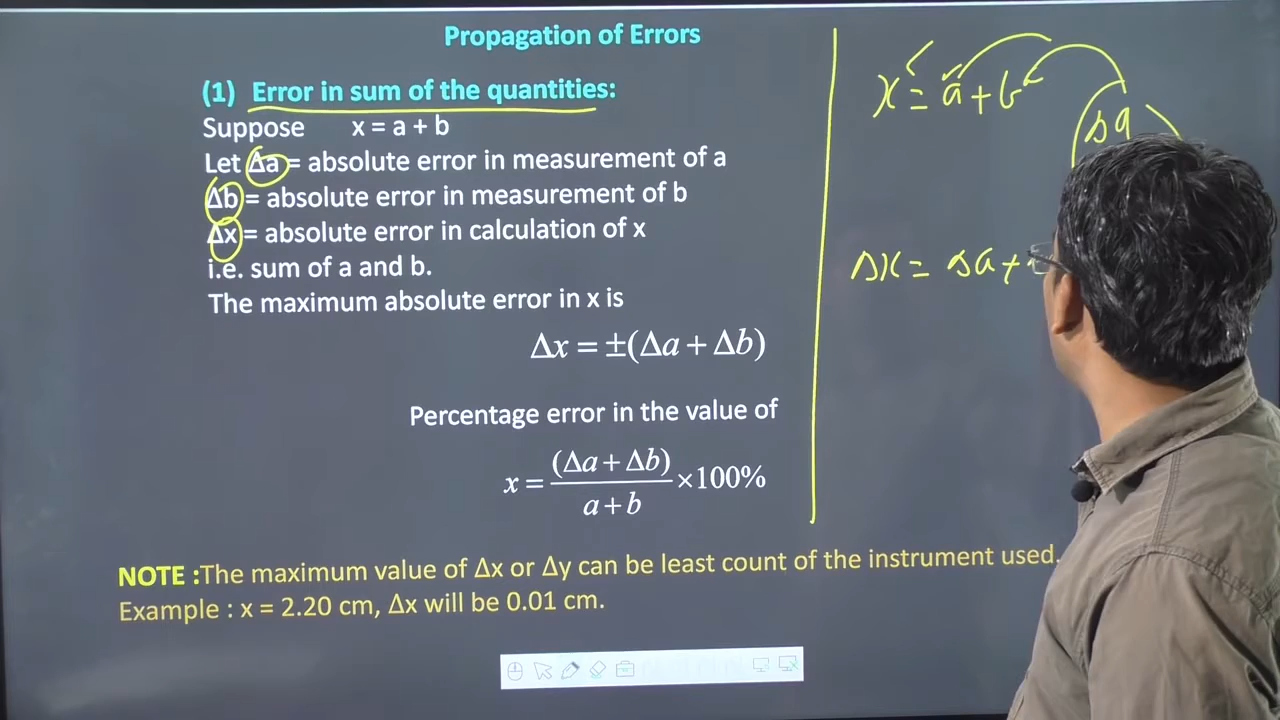 Propagation of Errors
(1) Error in sum of the quantities:
Suppose x = a + b
Let Δa = absolute error in measurement of a
Δb = absolute error in measurement of b
Δx = absolute error in calculation of x
i.e. sum of a and b.
The maximum absolute error in x is
Δx = ±(Δa + Δb)
Percentage error in the value of
x = (Δa + Δb) / (a + b) ×100%
NOTE :The maximum value of Δx or Δy can be least count of the instrument used.
Example : x = 2.20 cm, Δx will be 0.01 cm.
x = a + b
Δa
Δx = Δa +